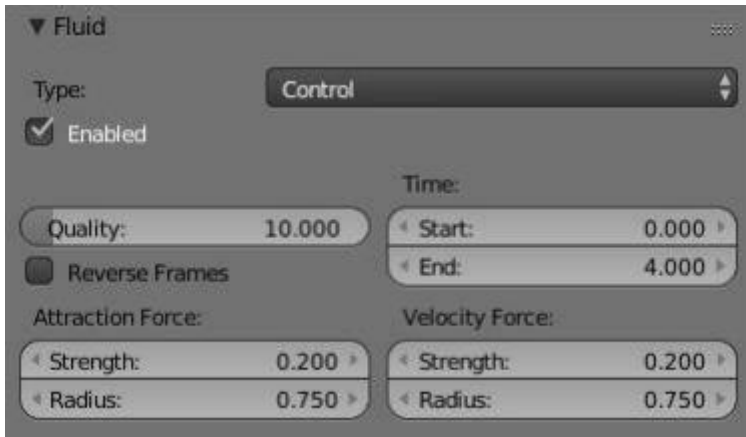 Fluid
Type: Control
Enabled
Time:
Quality: 10.000 Start: 0.000
End: 4.000
Reverse Frames
Attraction Force: Velocity Force:
Strength: 0.200 Strength: 0.200
Radius: 0.750 Radius: 0.750